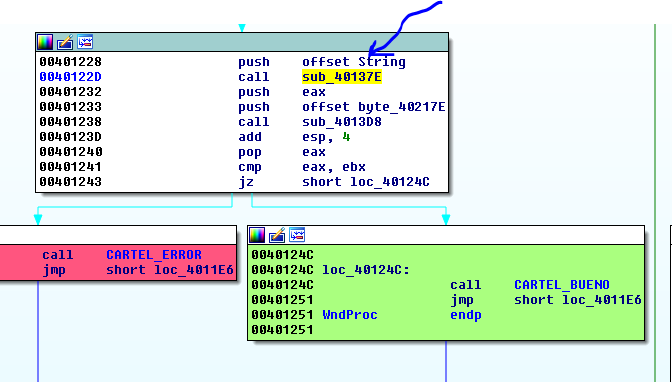 00401228 push offset String
0040122D call sub_40137E
00401232 push eax
00401233 push offset byte_40217E
00401238 call sub_4013D8
0040123D add esp, 4
00401240 pop eax
00401241 cmp eax, ebx
00401243 jz short loc_40124C
call CARTEL_ERROR
jmp short loc_4011E6
0040124C
0040124C loc_40124C:
0040124C call CARTEL_BUENO
00401251 jmp short loc_4011E6
00401251 WndProc endp
00401251